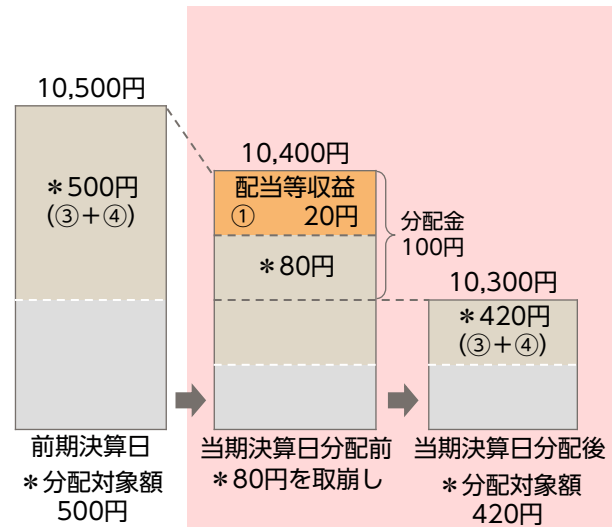 10,500円
＊500円
(③＋④)
前期決算日
＊分配対象額
500円
10,400円
配当等収益
① 20円
＊80円
分配金
100円
当期決算日分配前
＊80円を取崩し
10,300円
＊420円
(③＋④)
当期決算日分配後
＊分配対象額
420円